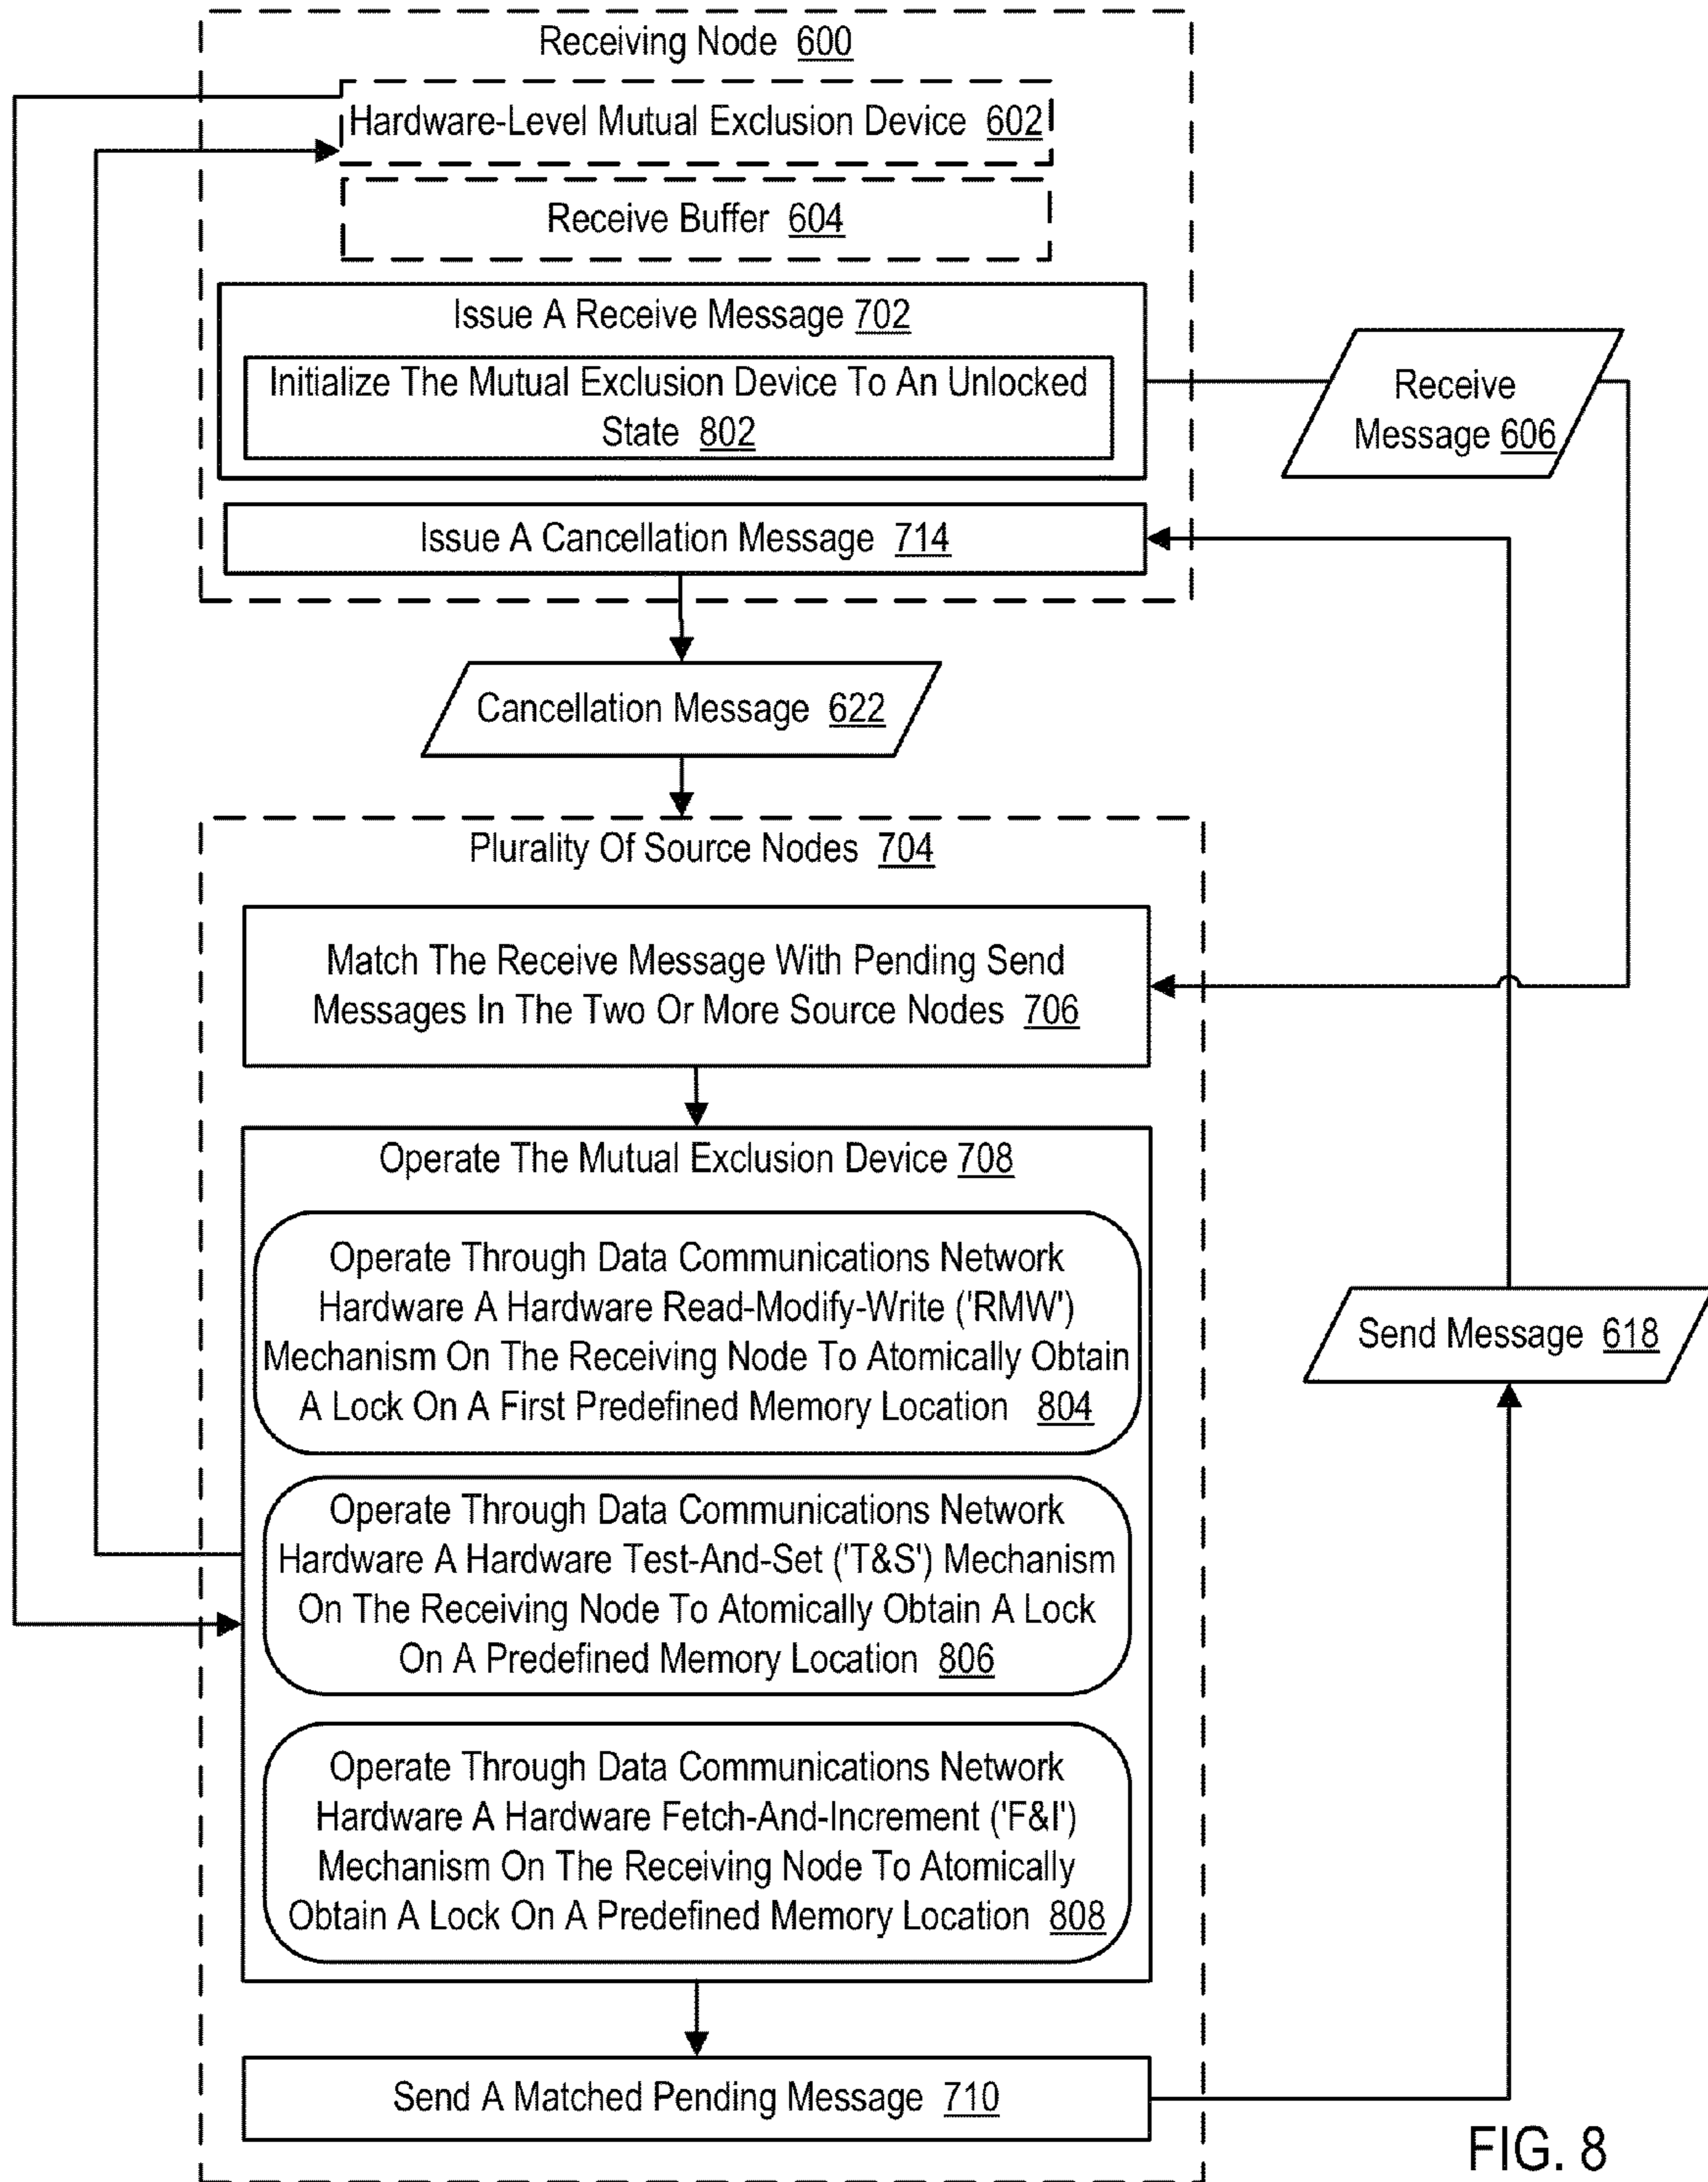 Receiving Node 600
Hardware-Level Mutual Exclusion Device 602
Receive Buffer 604
Issue A Receive Message 702
Initialize The Mutual Exclusion Device To An Unlocked
State 802
Receive
Message 606
Issue A Cancellation Message 714
Cancellation Message 622
Plurality Of Source Nodes 704
Match The Receive Message With Pending Send
Messages In The Two Or More Source Nodes 706
Operate The Mutual Exclusion Device 708
Operate Through Data Communications Network
Hardware A Hardware Read-Modify-Write ('RMW')
Mechanism On The Receiving Node To Atomically Obtain
A Lock On A First Predefined Memory Location 804
Send Message 618
Operate Through Data Communications Network
Hardware A Hardware Test-And-Set ('T&S') Mechanism
On The Receiving Node To Atomically Obtain A Lock
On A Predefined Memory Location 806
Operate Through Data Communications Network
Hardware A Hardware Fetch-And-Increment ('F&I')
Mechanism On The Receiving Node To Atomically
Obtain A Lock On A Predefined Memory Location 808
Send A Matched Pending Message 710
FIG. 8